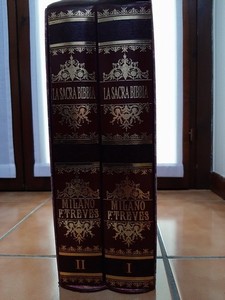 LA SACRA BIBBIA
MILANO
F. TREVES
II
LA SACRA BIBBIA
MILANO
F. TREVES
I